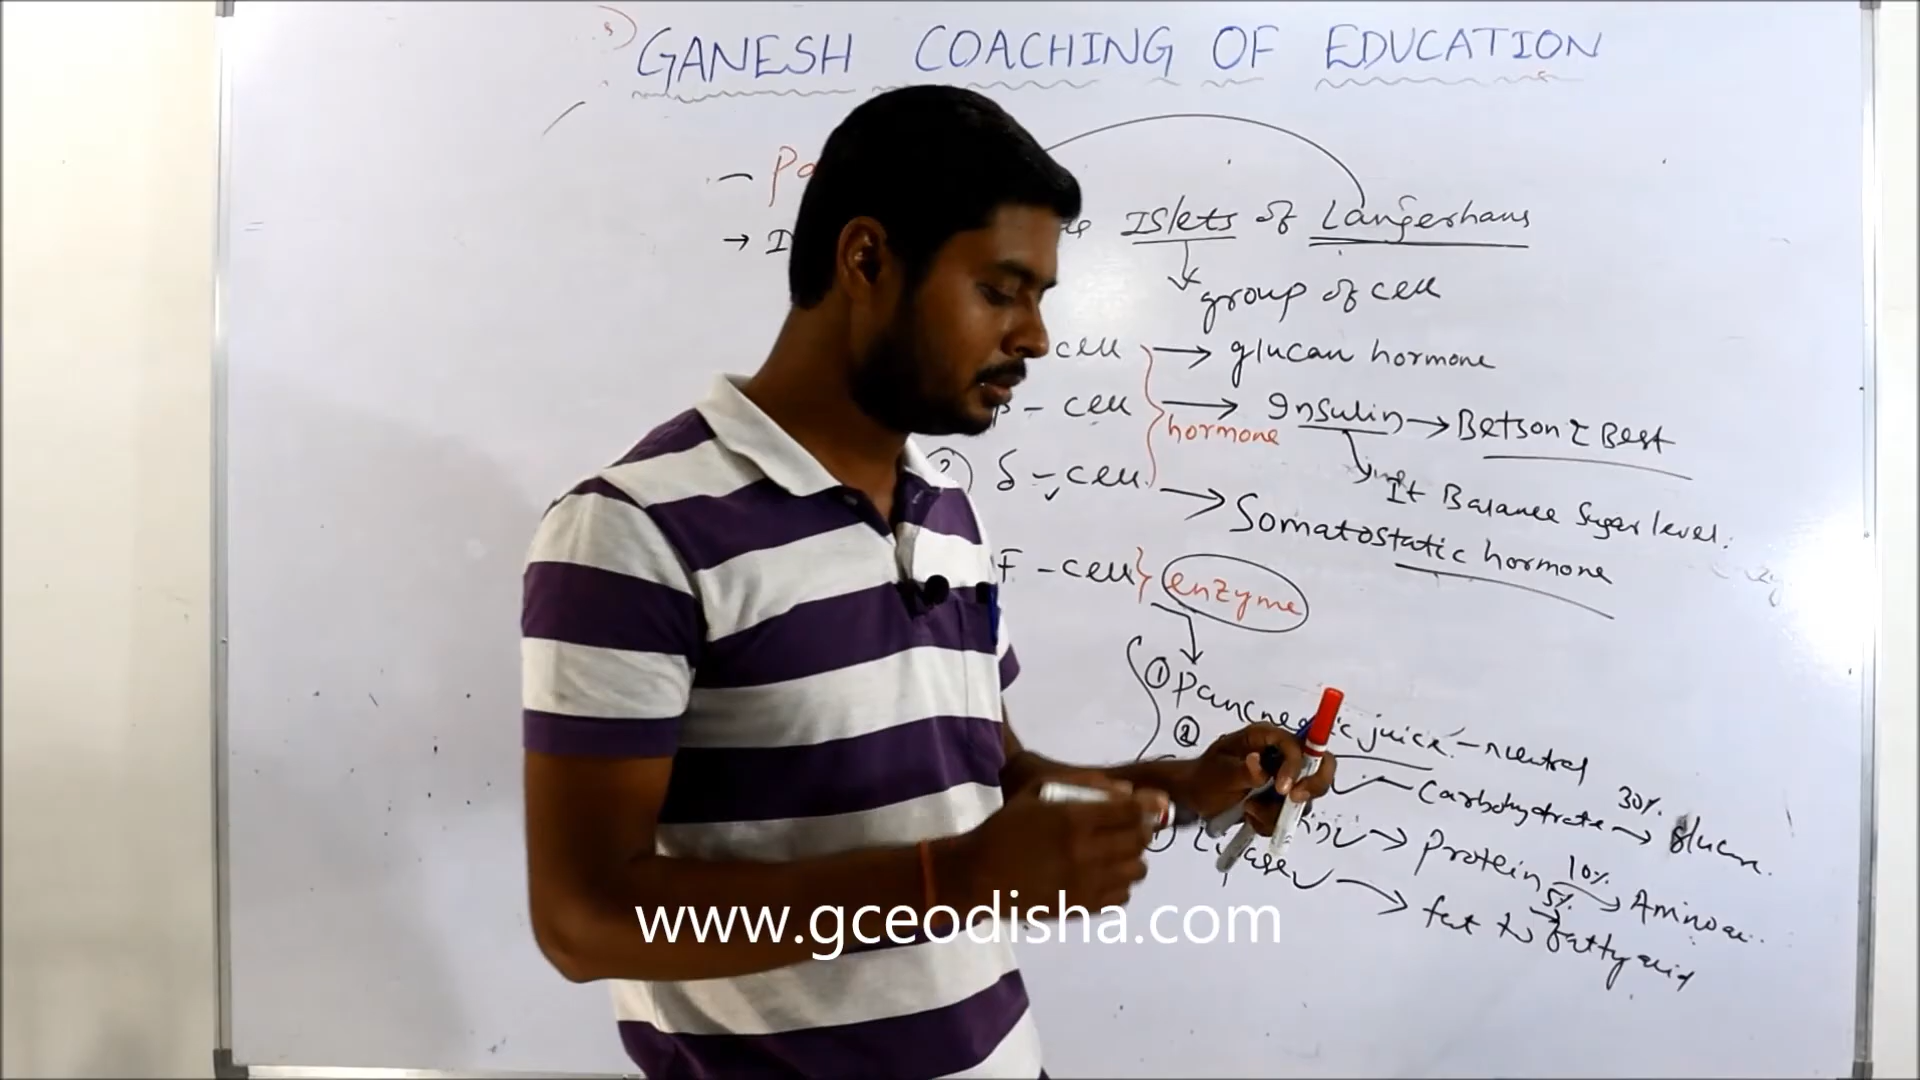 GANESH COACHING OF EDUCATION
→ Islets of Langerhans
group of cell
cell → glucan hormone
β - cell → Insulin → Betson & Best
hormone
It Balance Sugar level.
δ - cell → Somatostatic hormone
F - cell } enzyme
① Pancreatic juice - neutral
②
Carbohydrate 30% → Glucose
→ Protein 10% → Amino
Lipase → fat to 5% fatty acid
www.gceodisha.com